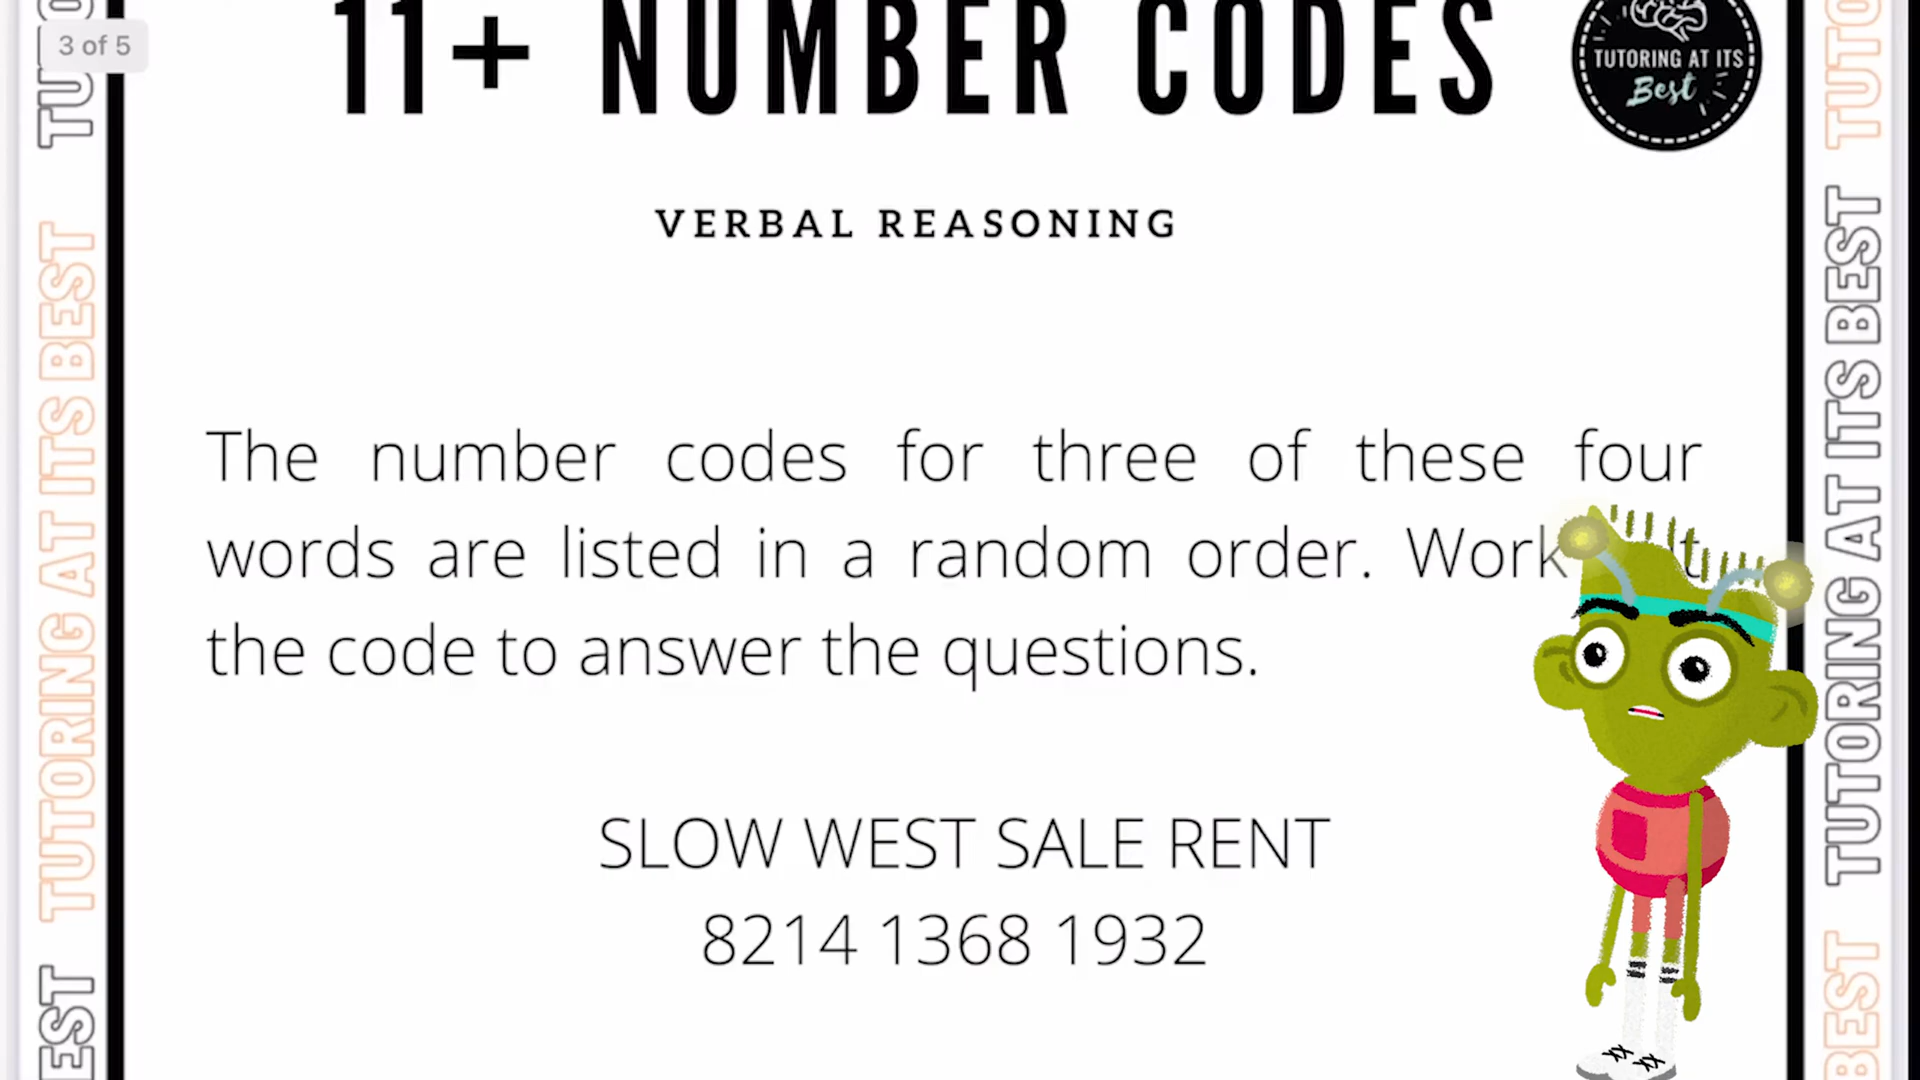 3 of 5
11+ NUMBER CODES
TUTORING AT ITS
Best
VERBAL REASONING
The number codes for three of these four
words are listed in a random order. Work
the code to answer the questions.
SLOW WEST SALE RENT
8214 1368 1932
TUTORING AT ITS BEST
TUTORING AT ITS BEST